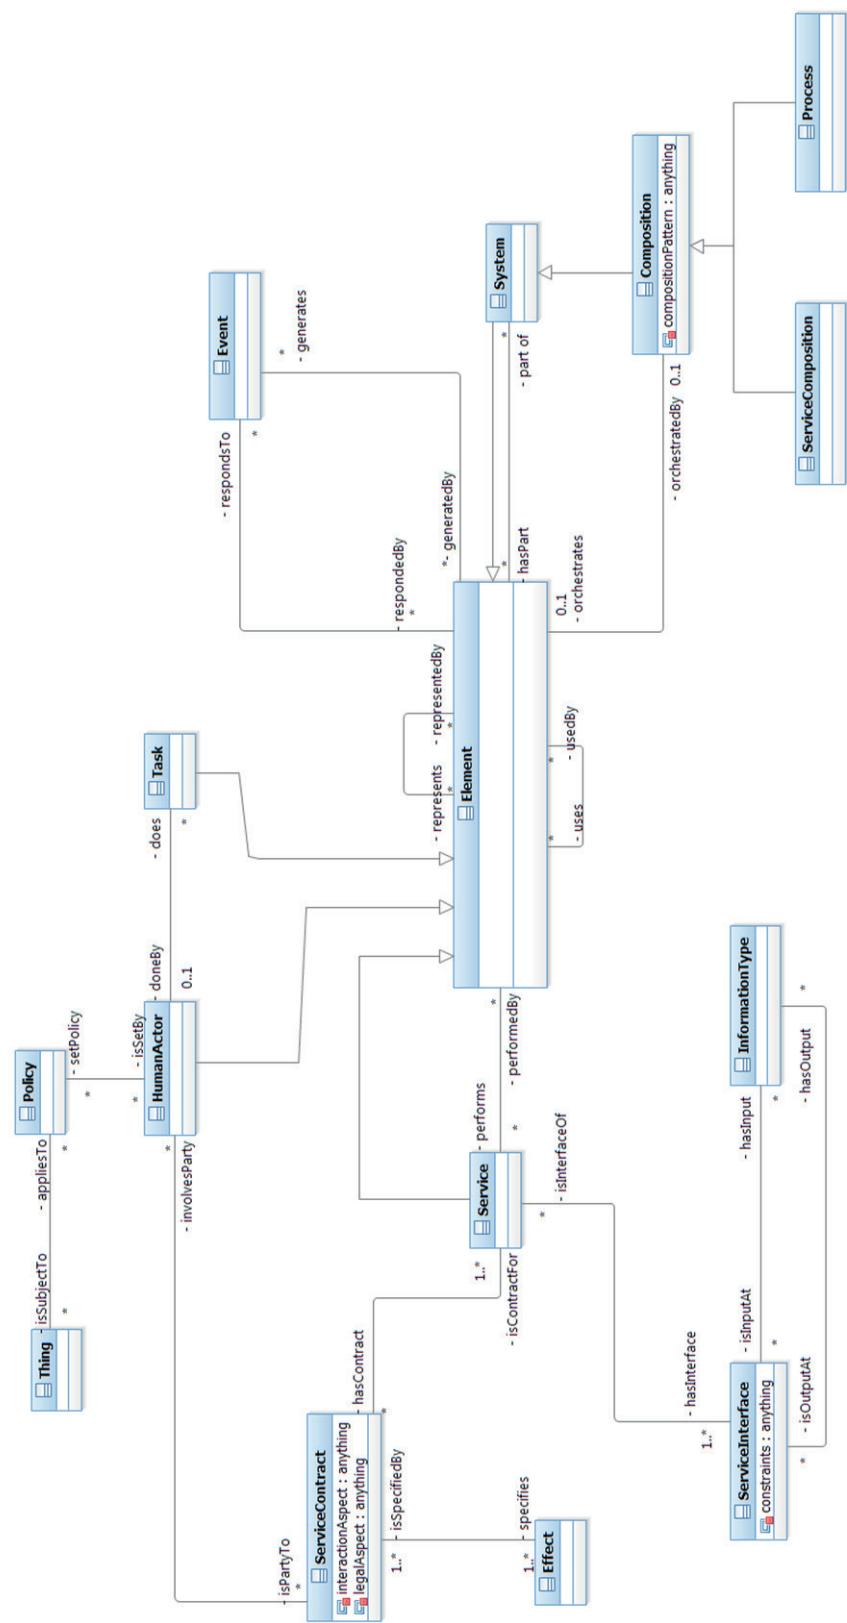 Thing
- isSubjectTo
*
- appliesTo
*
Policy
- setPolicy
*
- isSetBy
*
HumanActor
- doneBy
0..1
- does
*
Task
- involvesParty
*
- isPartyTo
*
ServiceContract
interactionAspect : anything
legalAspect : anything
- hasContract
*
- isSpecifiedBy
1..*
- specifies
1..*
Effect
- isContractFor
1..*
Service
- performs
*
- performedBy
*
- isInterfaceOf
*
- hasInterface
1..*
ServiceInterface
constraints : anything
- isInputAt
*
- hasInput
*
- isOutputAt
*
- hasOutput
*
InformationType
Element
- represents
*
- representedBy
*
- uses
*
- usedBy
*
- respondedBy
*
- respondsTo
*
Event
- generates
*
*- generatedBy
- hasPart
*
- part of
*
System
0..1
- orchestrates
- orchestratedBy
0..1
Composition
compositionPattern : anything
ServiceComposition
Process